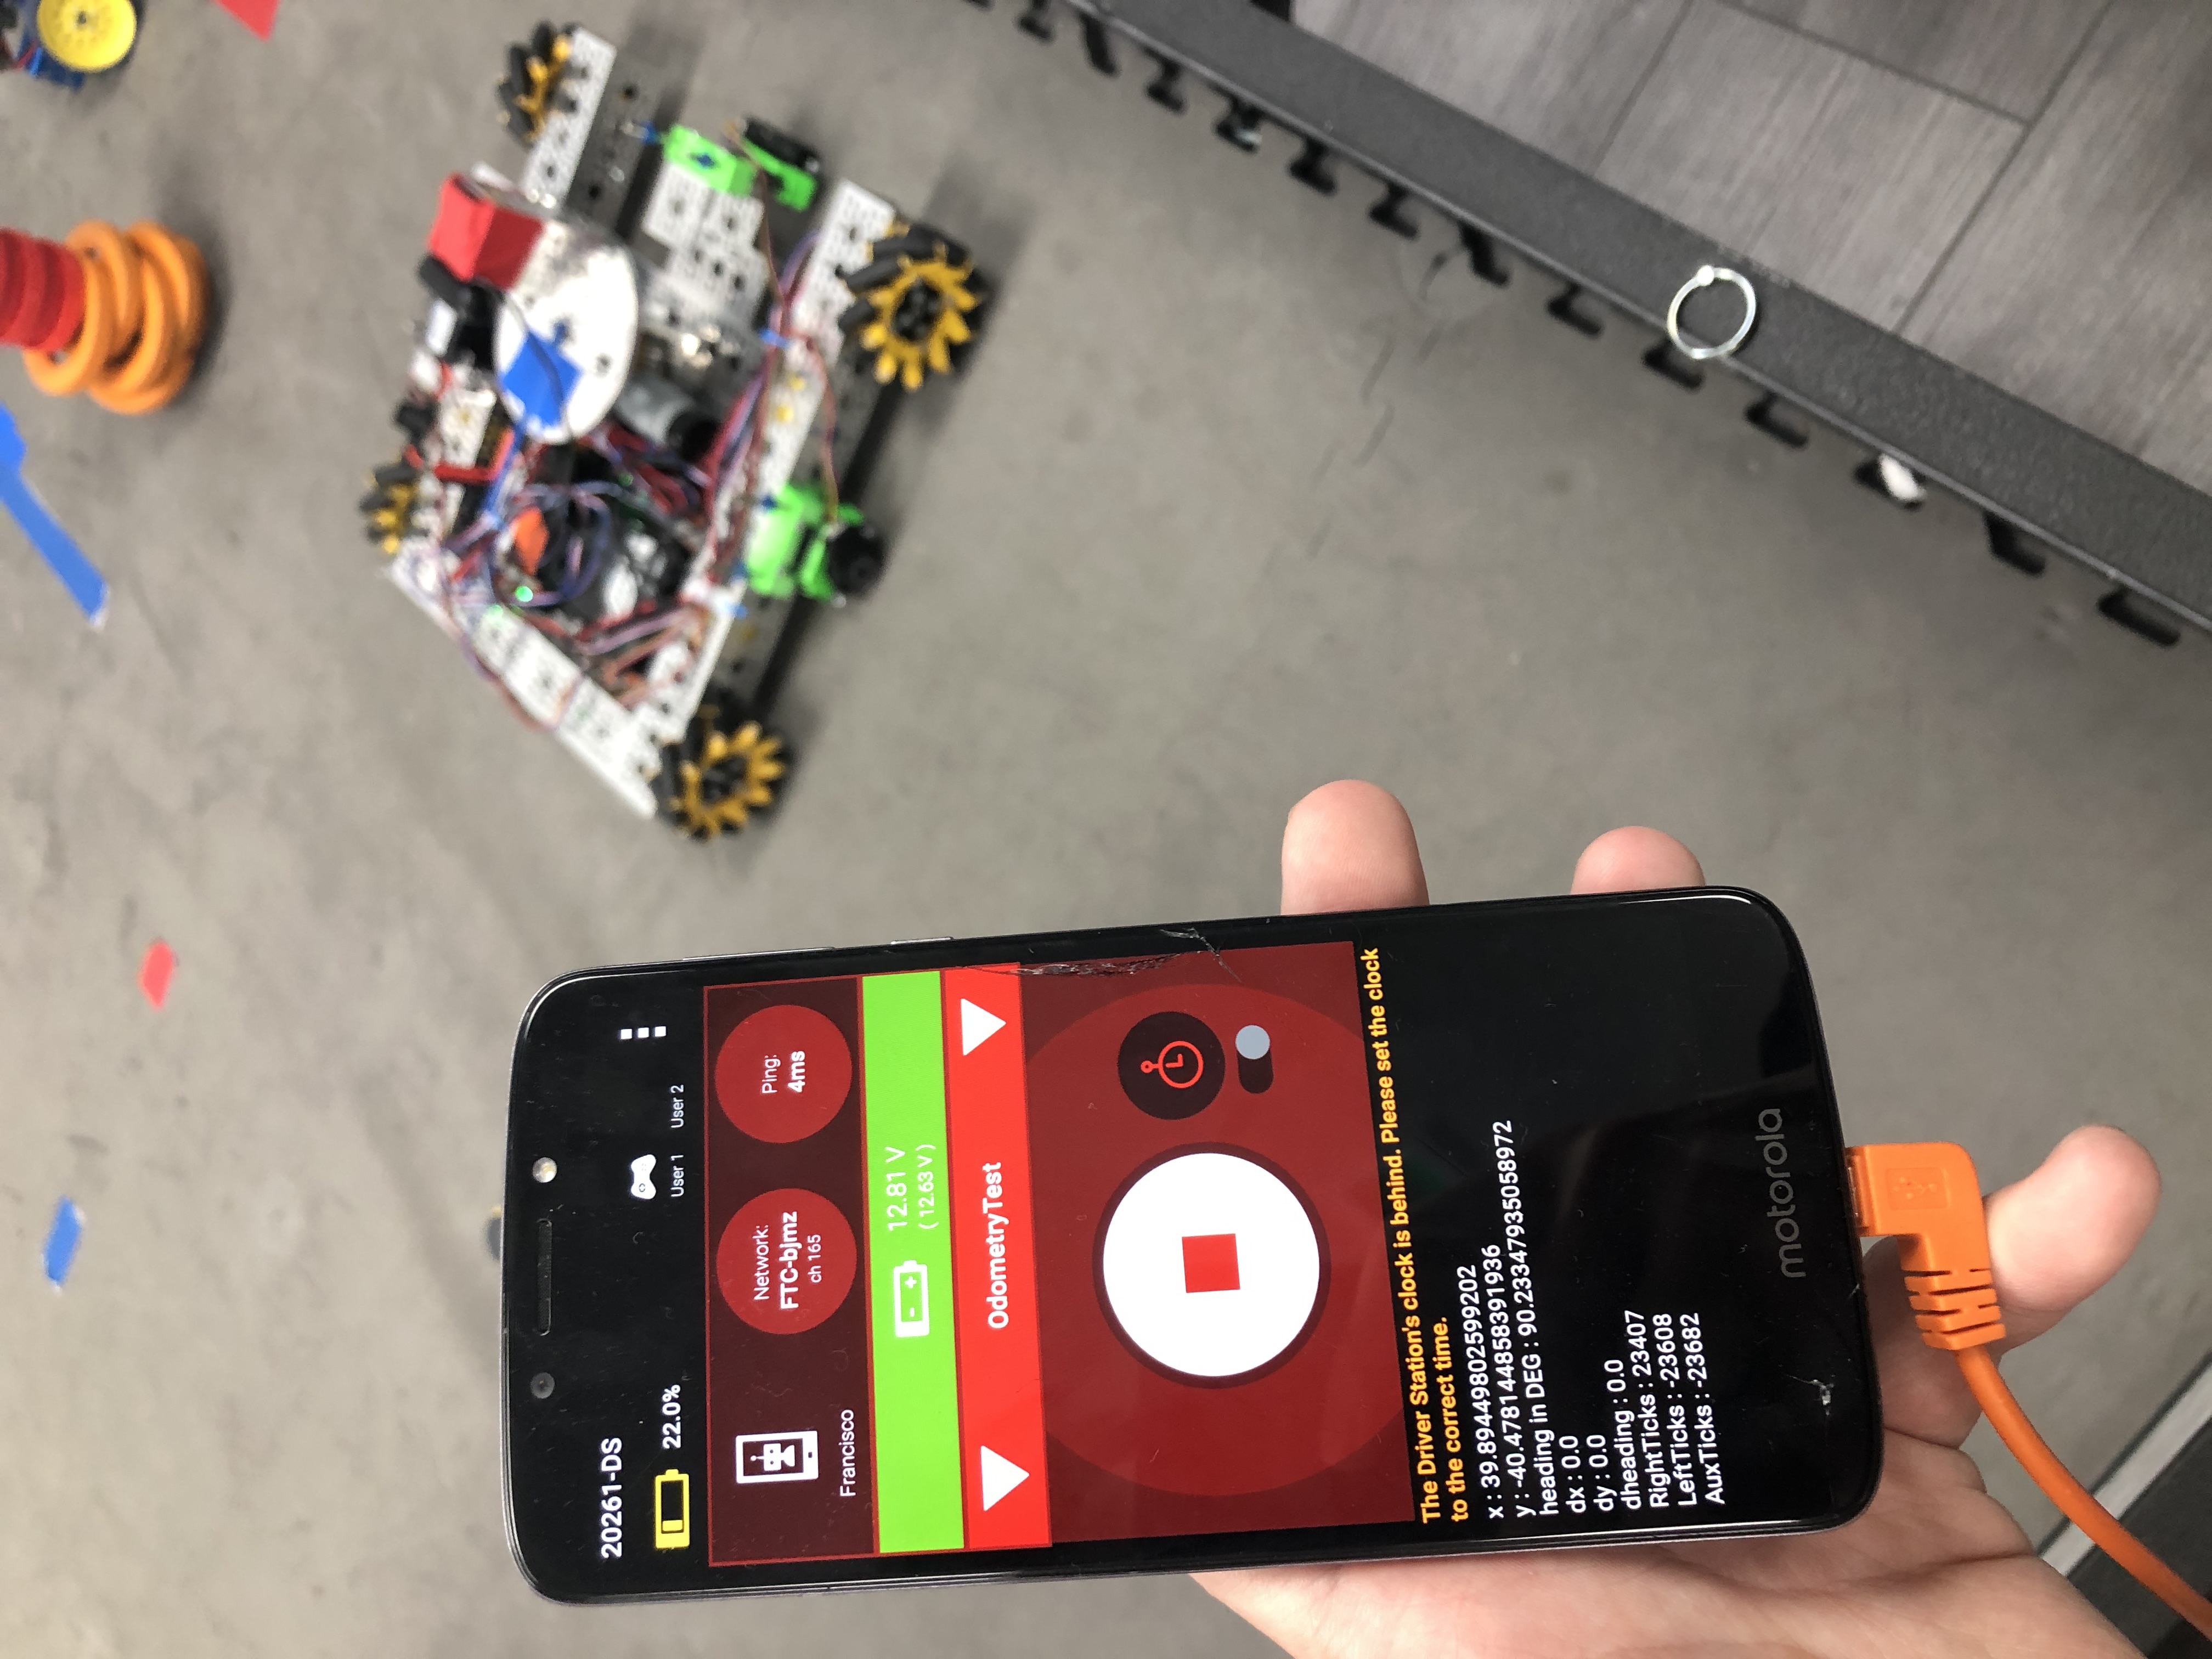 20261-DS
22.0%
User 1 User 2
Network:
FTC-bjmz
ch 165
Ping:
4ms
Francisco
12.81 V
( 12.63 V )
OdometryTest
The Driver Station's clock is behind. Please set the clock
to the correct time.
x : 39.89449802599202
y : -40.478144858391936
heading in DEG : 90.23347935058972
dx : 0.0
dy : 0.0
dheading : 0.0
RightTicks : 23407
LeftTicks : -23608
AuxTicks : -23682
motorola